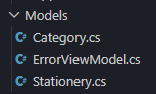 Models
C# Category.cs
C# ErrorViewModel.cs
C# Stationery.cs